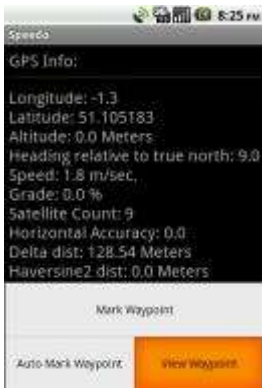 8:25 PM
Speedo
GPS Info:
Longitude: -1.3
Latitude: 51.105183
Altitude: 0.0 Meters
Heading relative to true north: 9.0
Speed: 1.8 m/sec.
Grade: 0.0 %
Satellite Count: 9
Horizontal Accuracy: 0.0
Delta dist: 128.54 Meters
Haversine2 dist: 0.0 Meters
Mark Waypoint
Auto Mark Waypoint
View Waypoint